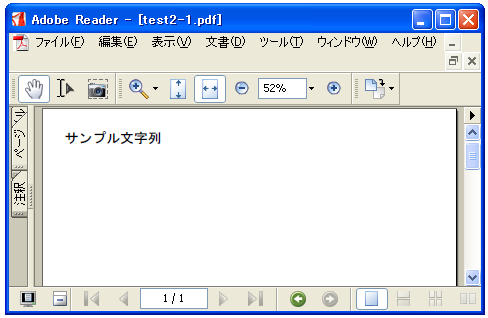 Adobe Reader - [test2-1.pdf]
ファイル(F) 編集(E) 表示(V) 文書(D) ツール(T) ウィンドウ(W) ヘルプ(H)
52%
ページ
注釈
サンプル文字列
1 / 1